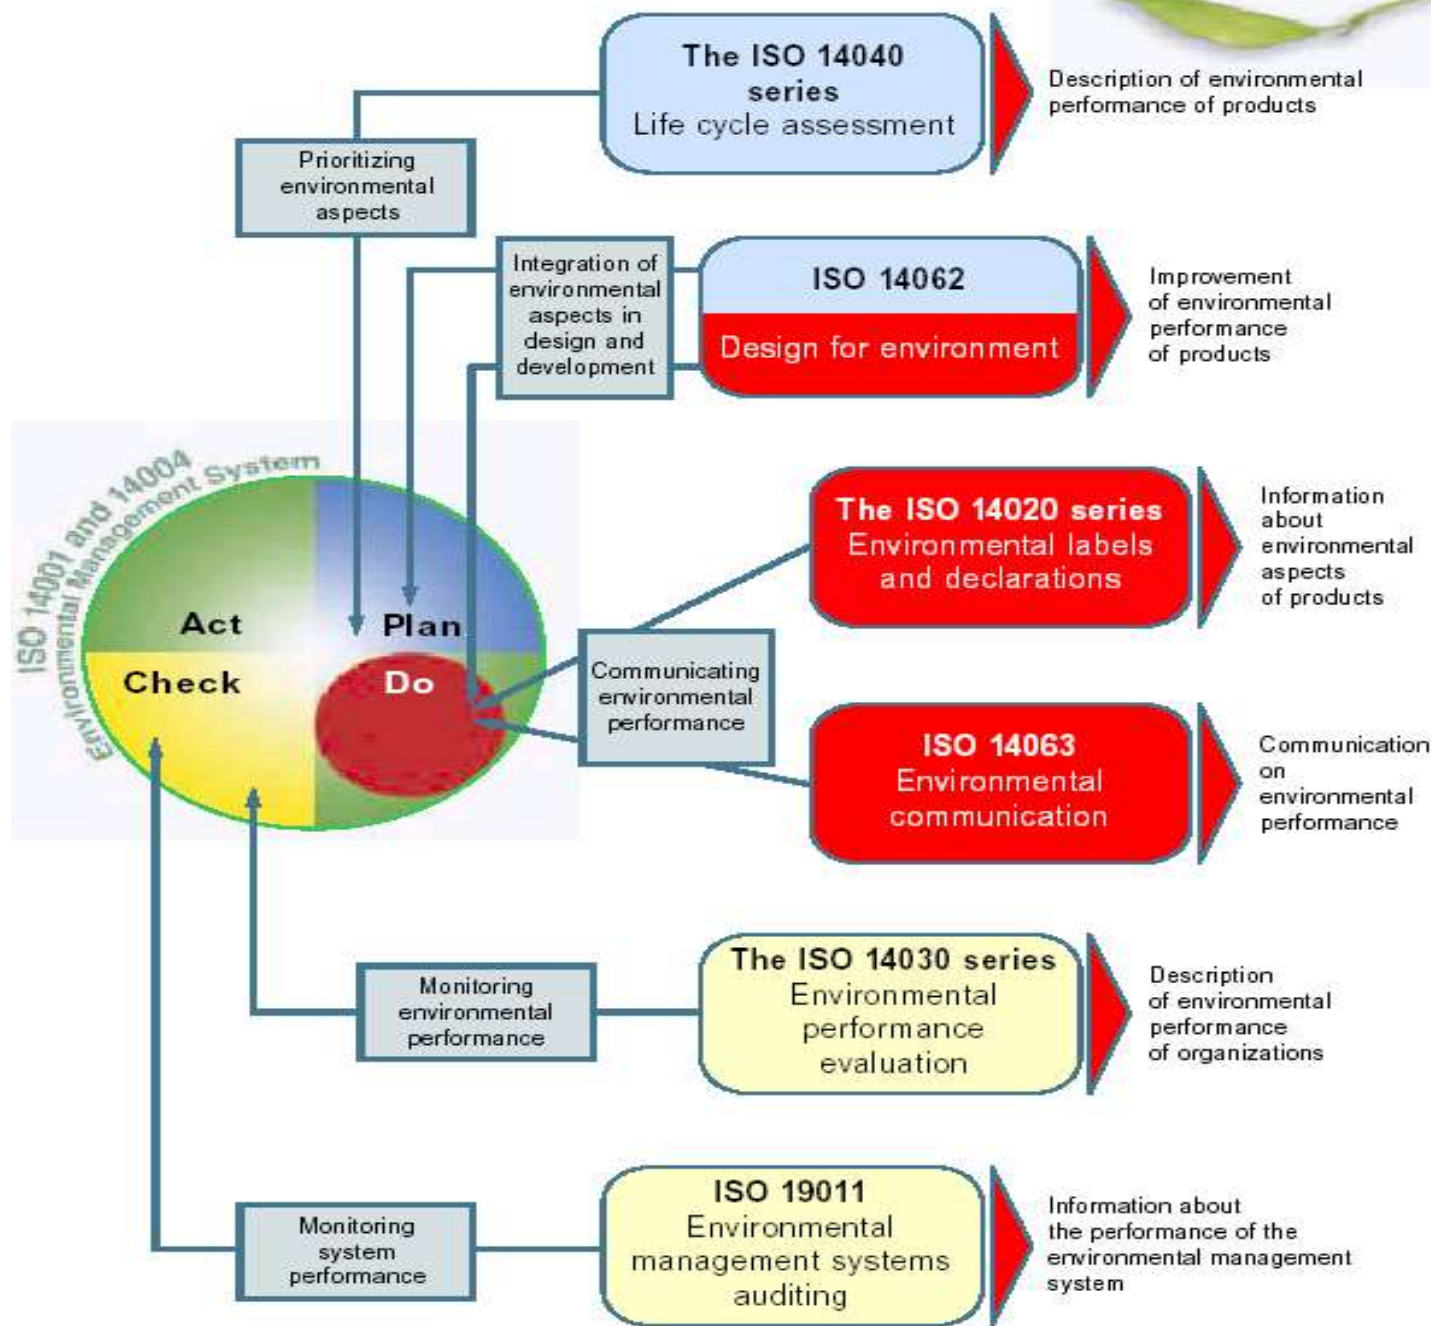 The ISO 14040
series
Life cycle assessment
Description of environmental
performance of products
Prioritizing
environmental
aspects
Integration of
environmental
aspects in
design and
development
ISO 14062
Design for environment
Improvement
of environmental
performance
of products
ISO 14001 and 14004
Environmental Management System
Act
Plan
Check
Do
The ISO 14020 series
Environmental labels
and declarations
Information
about
environmental
aspects
of products
Communicating
environmental
performance
ISO 14063
Environmental
communication
Communication
on
environmental
performance
Monitoring
environmental
performance
The ISO 14030 series
Environmental
performance
evaluation
Description
of environmental
performance
of organizations
Monitoring
system
performance
ISO 19011
Environmental
management systems
auditing
Information about
the performance of the
environmental management
system